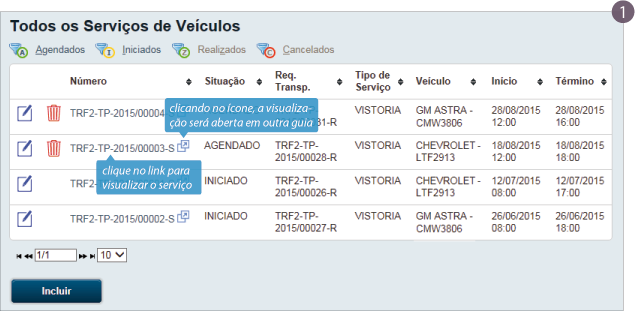 1
Todos os Serviços de Veículos
A Agendados I Iniciados Z Realizados C Cancelados
Número Situação Req. Transp. Tipo de Serviço Veículo Início Término
TRF2-TP-2015/00004 VISTORIA GM ASTRA - CMW3806 28/08/2015 12:00 28/08/2015 16:00
clicando no ícone, a visualiza-
ção será aberta em outra guia
31-R
TRF2-TP-2015/00003-S AGENDADO TRF2-TP-2015/00028-R VISTORIA CHEVROLET - LTF2913 18/08/2015 12:00 18/08/2015 18:00
clique no link para
visualizar o serviço
TRF2- INICIADO TRF2-TP-2015/00026-R VISTORIA CHEVROLET - LTF2913 12/07/2015 08:00 12/07/2015 17:00
TRF2-TP-2015/00002-S INICIADO TRF2-TP-2015/00027-R VISTORIA GM ASTRA - CMW3806 26/06/2015 08:00 26/06/2015 18:00
1/1 10
Incluir